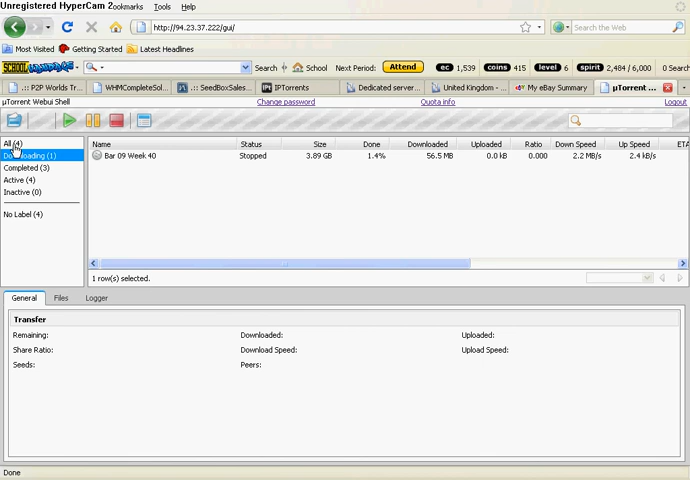 Unregistered HyperCam 2 ookmarks Tools Help
http://94.23.37.222/gui/ Search the Web
Most Visited Getting Started Latest Headlines
Search School Next Period: Attend ec 1,539 coins 415 level 6 spirit 2,484 / 6,000 0 Searc
.:: P2P Worlds Tr... WHMCompleteSol... .:: SeedBoxSales... IPTorrents Dedicated server... United Kingdom -... My eBay Summary µTorrent ...
µTorrent Webui Shell Change password Quota info Logout
All (4)
Downloading (1)
Completed (3)
Active (4)
Inactive (0)
No Label (4)
Name Status Size Done Downloaded Uploaded Ratio Down Speed Up Speed ETA
Bar 09 Week 40 Stopped 3.89 GB 1.4% 56.5 MB 0.0 kB 0.000 2.2 MB/s 2.4 kB/s
1 row(s) selected.
General Files Logger
Transfer
Remaining: Downloaded: Uploaded:
Share Ratio: Download Speed: Upload Speed:
Seeds: Peers:
Done